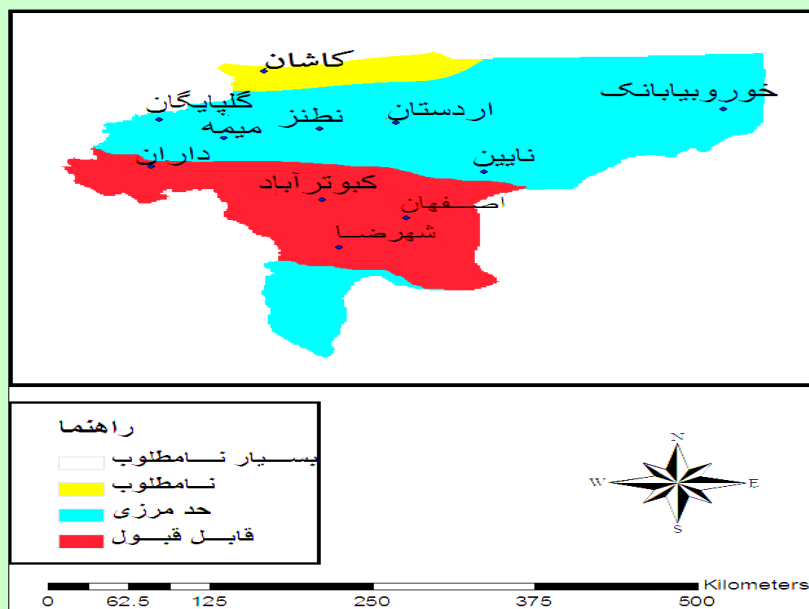 کاشان
خوروبیابانک
گلپایگان
اردستان
نطنز
میمه
نایین
داران
کبوترآباد
اصفهان
شهرضا
راهنما
بسیار نامطلوب
نامطلوب
حد مرزی
قابل قبول
N
W E
S
Kilometers
0 62.5 125 250 375 500